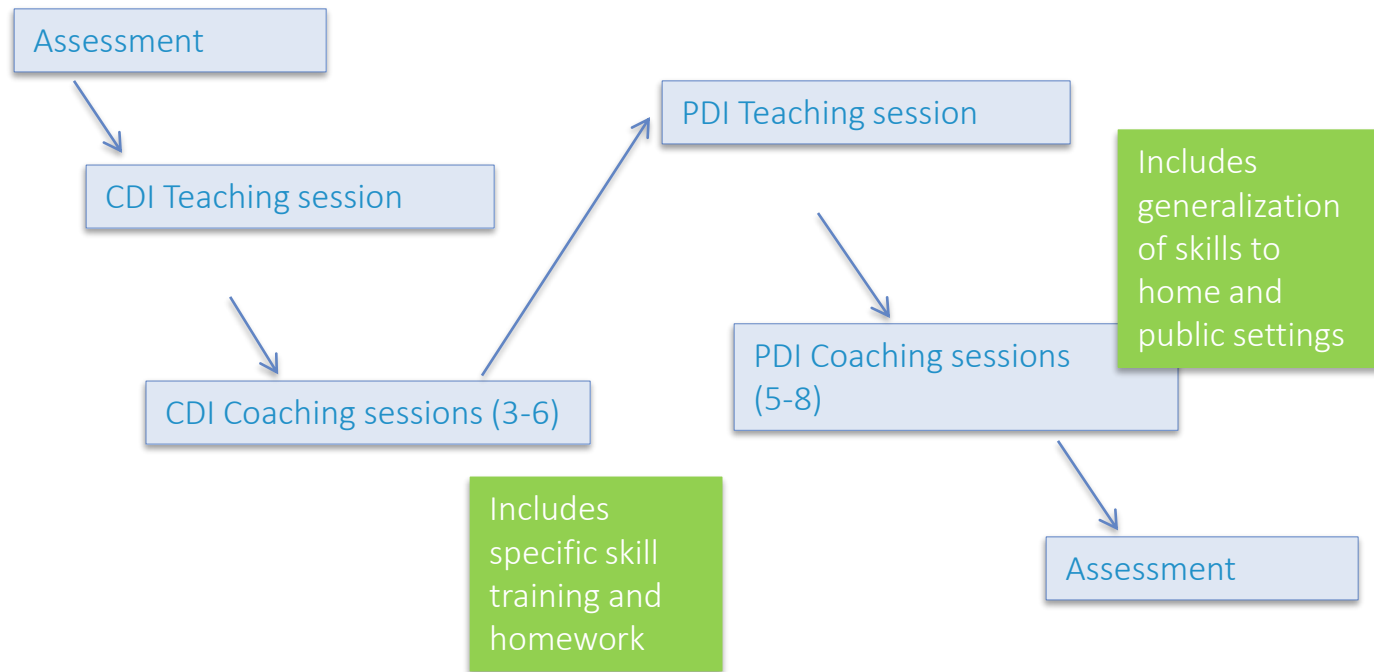 Assessment
CDI Teaching session
CDI Coaching sessions (3-6)
Includes
specific skill
training and
homework
PDI Teaching session
PDI Coaching sessions
(5-8)
Includes
generalization
of skills to
home and
public settings
Assessment